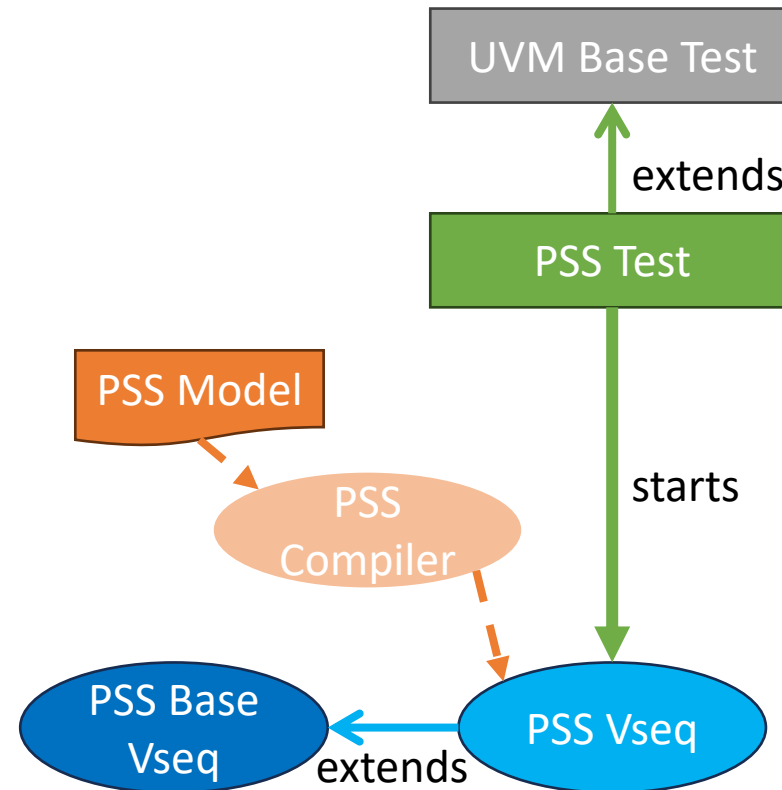 UVM Base Test
extends
PSS Test
PSS Model
starts
PSS
Compiler
PSS Base
Vseq
PSS Vseq
extends